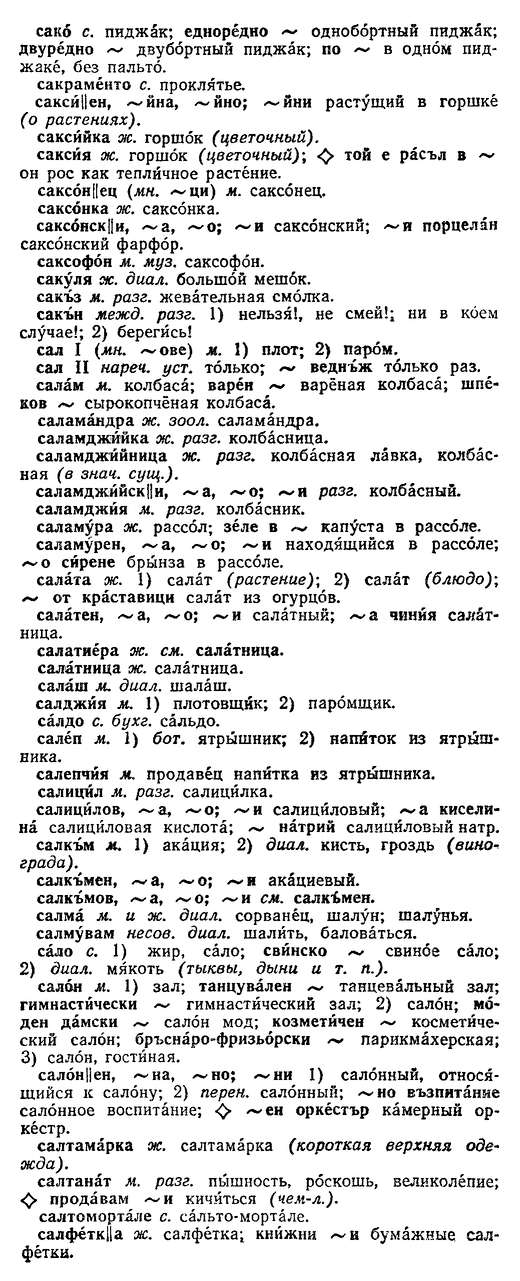 сако́ с. пиджа́к; едноре́дно ~ однобо́ртный пиджа́к;
двуре́дно ~ двубо́ртный пиджа́к; по ~ в одно́м пид-
жаке́, без пальто́.
сакраме́нто с. прокля́тье.
сакси́||ен, ~йна, ~йно; ~йни расту́щий в горшке́
(о расте́ниях).
сакси́йка ж. горшо́к (цвето́чный).
сакси́я ж. горшо́к (цвето́чный); ◇ той е ра́съл в ~
он рос как тепли́чное расте́ние.
саксо́н||ец (мн. ~ци) м. саксо́нец.
саксо́нка ж. саксо́нка.
саксо́нск||и, ~а, ~о; ~и саксо́нский; ~и порцела́н
саксо́нский фарфо́р.
саксофо́н м. муз. саксофо́н.
саку́ля ж. диал. большо́й мешо́к.
сакъ́з м. разг. жева́тельная смо́лка.
сакъ́н межд. разг. 1) нельзя́!, не смей!; ни в ко́ем
слу́чае!; 2) береги́сь!
сал I (мн. ~ове) м. 1) плот; 2) паро́м.
сал II нареч. уст. то́лько; ~ ведну́ж то́лько раз.
сала́м м. колбаса́; варе́н ~ варёная колбаса́; шпе́-
ков ~ сырокопчёная колбаса́.
салама́ндра ж. зоол. салама́ндра.
саламджи́йка ж. разг. колба́сница.
саламджи́йница ж. разг. колба́сная ла́вка, колба́с-
ная (в знач. сущ.).
саламджи́йск||и, ~а, ~о; ~и разг. колба́сный.
саламджи́я м. разг. колба́сник.
саламу́ра ж. рассо́л; зе́ле в ~ капу́ста в рассо́ле.
саламу́рен, ~а, ~о; ~и находя́щийся в рассо́ле;
~о си́рене бры́нза в рассо́ле.
сала́та ж. 1) сала́т (расте́ние); 2) сала́т (блю́до);
~ от кра́ставици сала́т из огурцо́в.
сала́тен, ~а, ~о; ~и сала́тный; ~а чини́я сала́т-
ница.
салатие́ра ж. см. сала́тница.
сала́тница ж. сала́тница.
сала́ш м. диал. шала́ш.
салджи́я м. 1) плотовщи́к; 2) паро́мщик.
са́лдо с. бухг. са́льдо.
сале́п м. 1) бот. ятры́шник; 2) напи́ток из ятры́ш-
ника.
салепчи́я м. продаве́ц напи́тка из ятры́шника.
салици́л м. разг. салици́лка.
салици́лов, ~а, ~о; ~и салици́ловый; ~а кисели-
на́ салици́ловая кислота́; ~ на́трий салици́ловый натр.
салкъ́м м. 1) ака́ция; 2) диал. кисть, гроздь (вино-
гра́да).
салкъ́мен, ~а, ~о; ~и ака́циевый.
салкъ́мов, ~а, ~о; ~и см. салкъ́мен.
салма́ м. и ж. диал. сорване́ц, шалу́н; шалу́нья.
салму́вам несов. диал. шали́ть, ба́ловаться.
са́ло с. 1) жир, са́ло; сви́нско ~ свино́е са́ло;
2) диал. мя́коть (ты́квы, ды́ни и т. п.).
сало́н м. 1) зал; танцува́лен ~ танцева́льный зал;
гимнасти́чески ~ гимнасти́ческий зал; 2) сало́н; мо́-
ден да́мски ~ сало́н мод; козмети́чен ~ космети́че-
ский сало́н; бръсна́ро-фризьо́рски ~ парикма́херская;
3) сало́н, гости́ная.
сало́н||ен, ~на, ~но; ~ни 1) сало́нный, относя́-
щийся к сало́ну; 2) перен. сало́нный; ~но възпита́ние
сало́нное воспита́ние; ◇ ~ен орке́стър ка́мерный ор-
ке́стр.
салтама́рка ж. салтама́рка (коро́ткая ве́рхняя оде́-
жда).
салтана́т м. разг. пы́шность, ро́скошь, великоле́пие;
◇ прода́вам ~и кичи́ться (чем-л.).
салтоморта́ле с. са́льто-морта́ле.
салфе́тк||а ж. салфе́тка; кни́жни ~и бума́жные сал-
фе́тки.